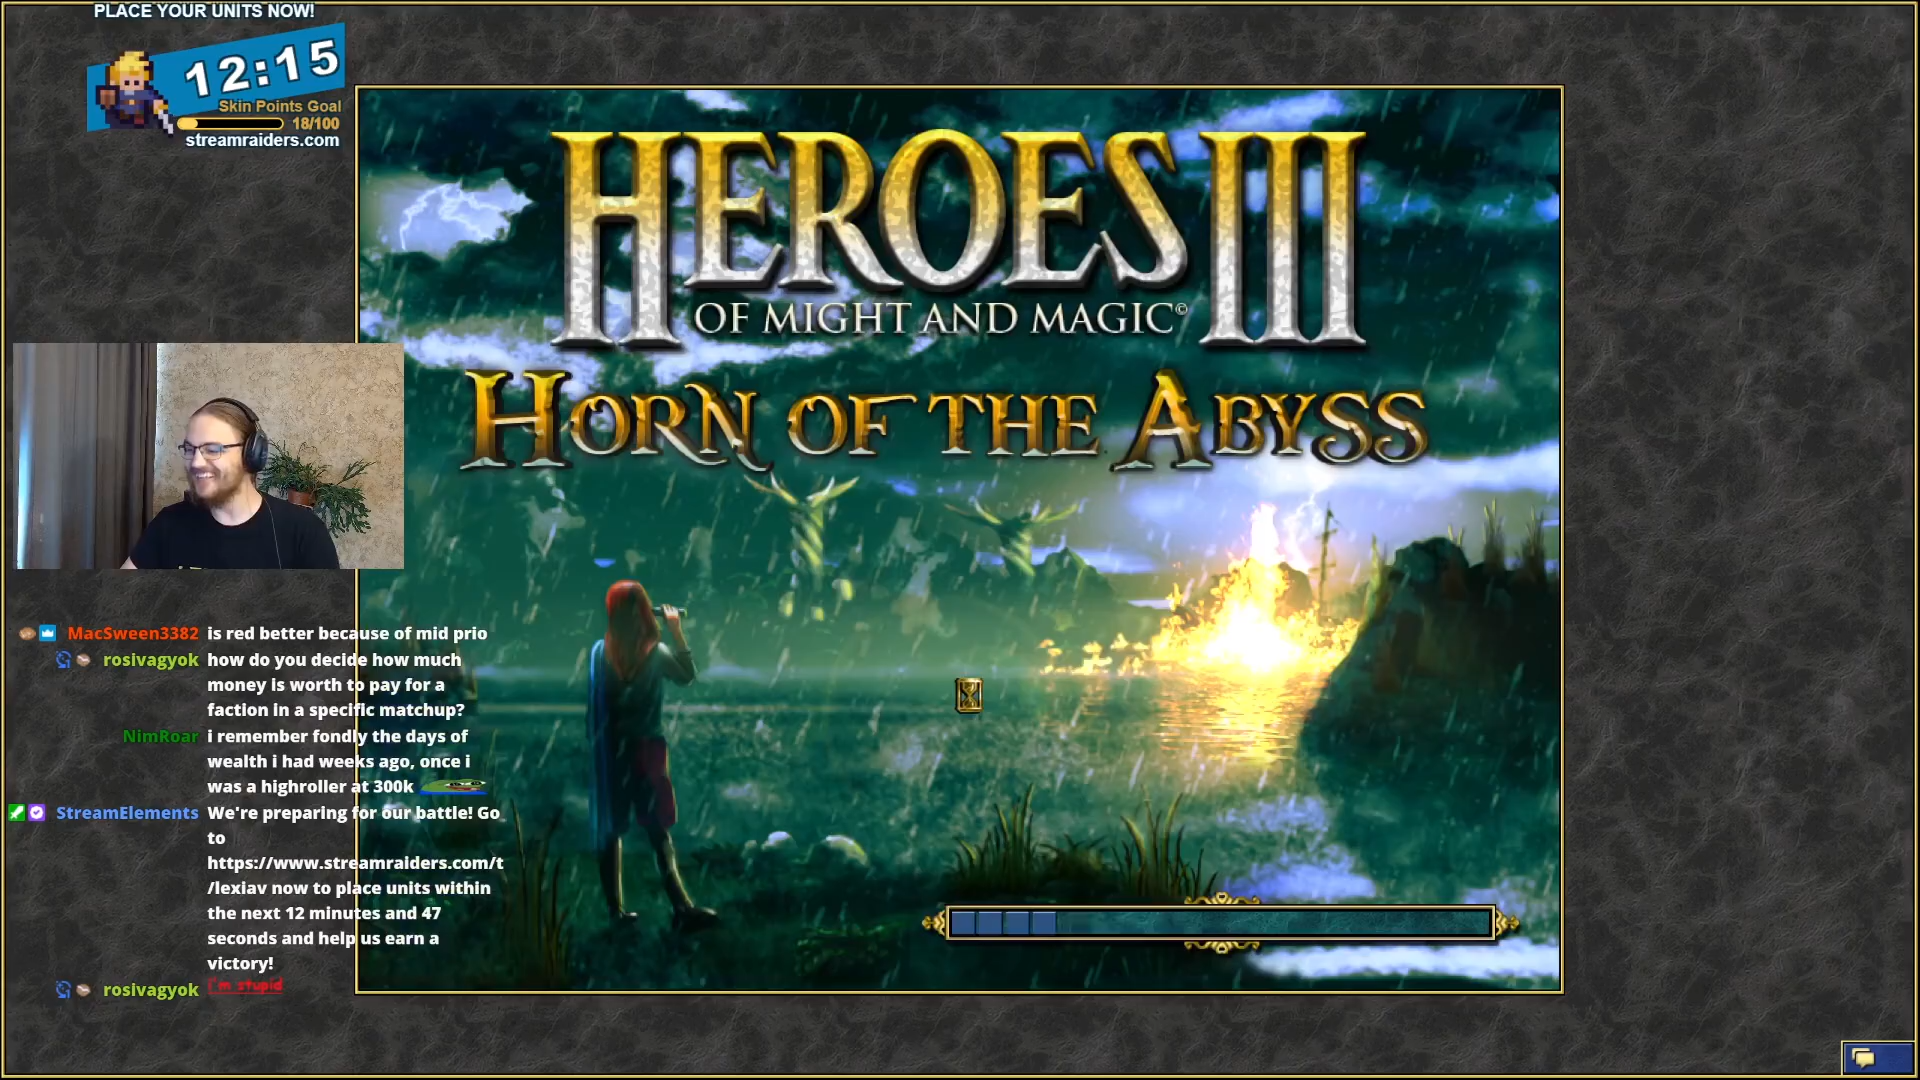 PLACE YOUR UNITS NOW!
12:15
Skin Points Goal
18/100
streamraiders.com
HEROES III
OF MIGHT AND MAGIC©
HORN OF THE ABYSS
MacSween3382 is red better because of mid prio
rosivagyok how do you decide how much
money is worth to pay for a
faction in a specific matchup?
NimRoar i remember fondly the days of
wealth i had weeks ago, once i
was a highroller at 300k
StreamElements We're preparing for our battle! Go
to
https://www.streamraiders.com/t
/lexiav now to place units within
the next 12 minutes and 47
seconds and help us earn a
victory!
rosivagyok i'm stupid